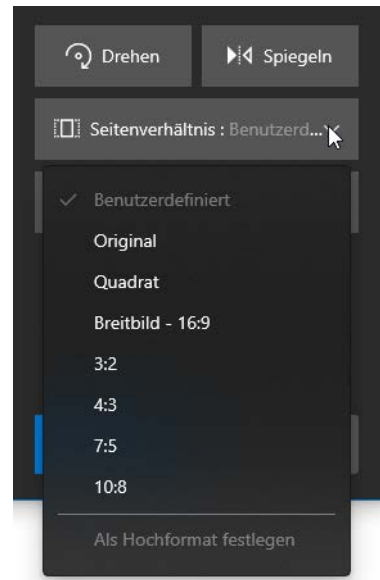 Drehen
Spiegeln
Seitenverhältnis : Benutzerd...
Benutzerdefiniert
Original
Quadrat
Breitbild - 16:9
3:2
4:3
7:5
10:8
Als Hochformat festlegen